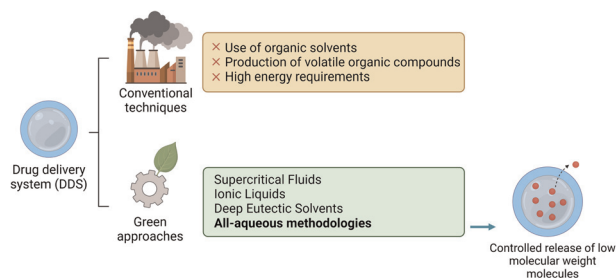 Use of organic solvents
Production of volatile organic compounds
High energy requirements
Conventional
techniques
Drug delivery
system (DDS)
Supercritical Fluids
Ionic Liquids
Deep Eutectic Solvents
All-aqueous methodologies
Green
approaches
Controlled release of low
molecular weight
molecules